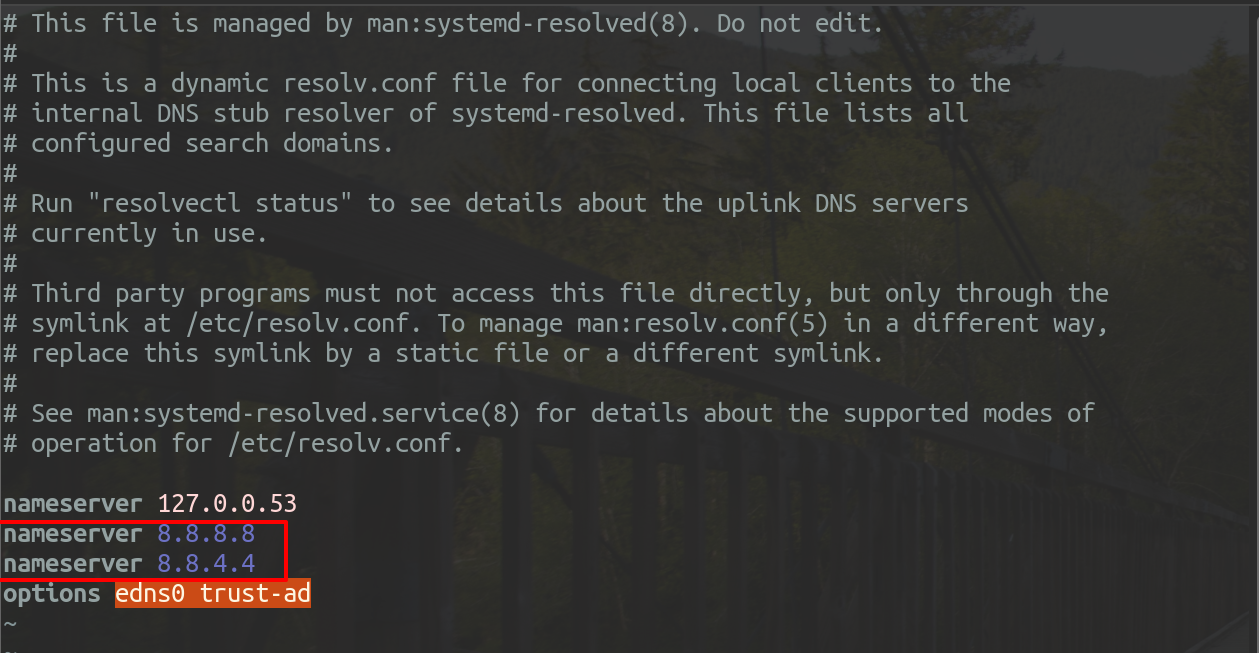 # This file is managed by man:systemd-resolved(8). Do not edit.
#
# This is a dynamic resolv.conf file for connecting local clients to the
# internal DNS stub resolver of systemd-resolved. This file lists all
# configured search domains.
#
# Run "resolvectl status" to see details about the uplink DNS servers
# currently in use.
#
# Third party programs must not access this file directly, but only through the
# symlink at /etc/resolv.conf. To manage man:resolv.conf(5) in a different way,
# replace this symlink by a static file or a different symlink.
#
# See man:systemd-resolved.service(8) for details about the supported modes of
# operation for /etc/resolv.conf.
nameserver 127.0.0.53
nameserver 8.8.8.8
nameserver 8.8.4.4
options edns0 trust-ad
~